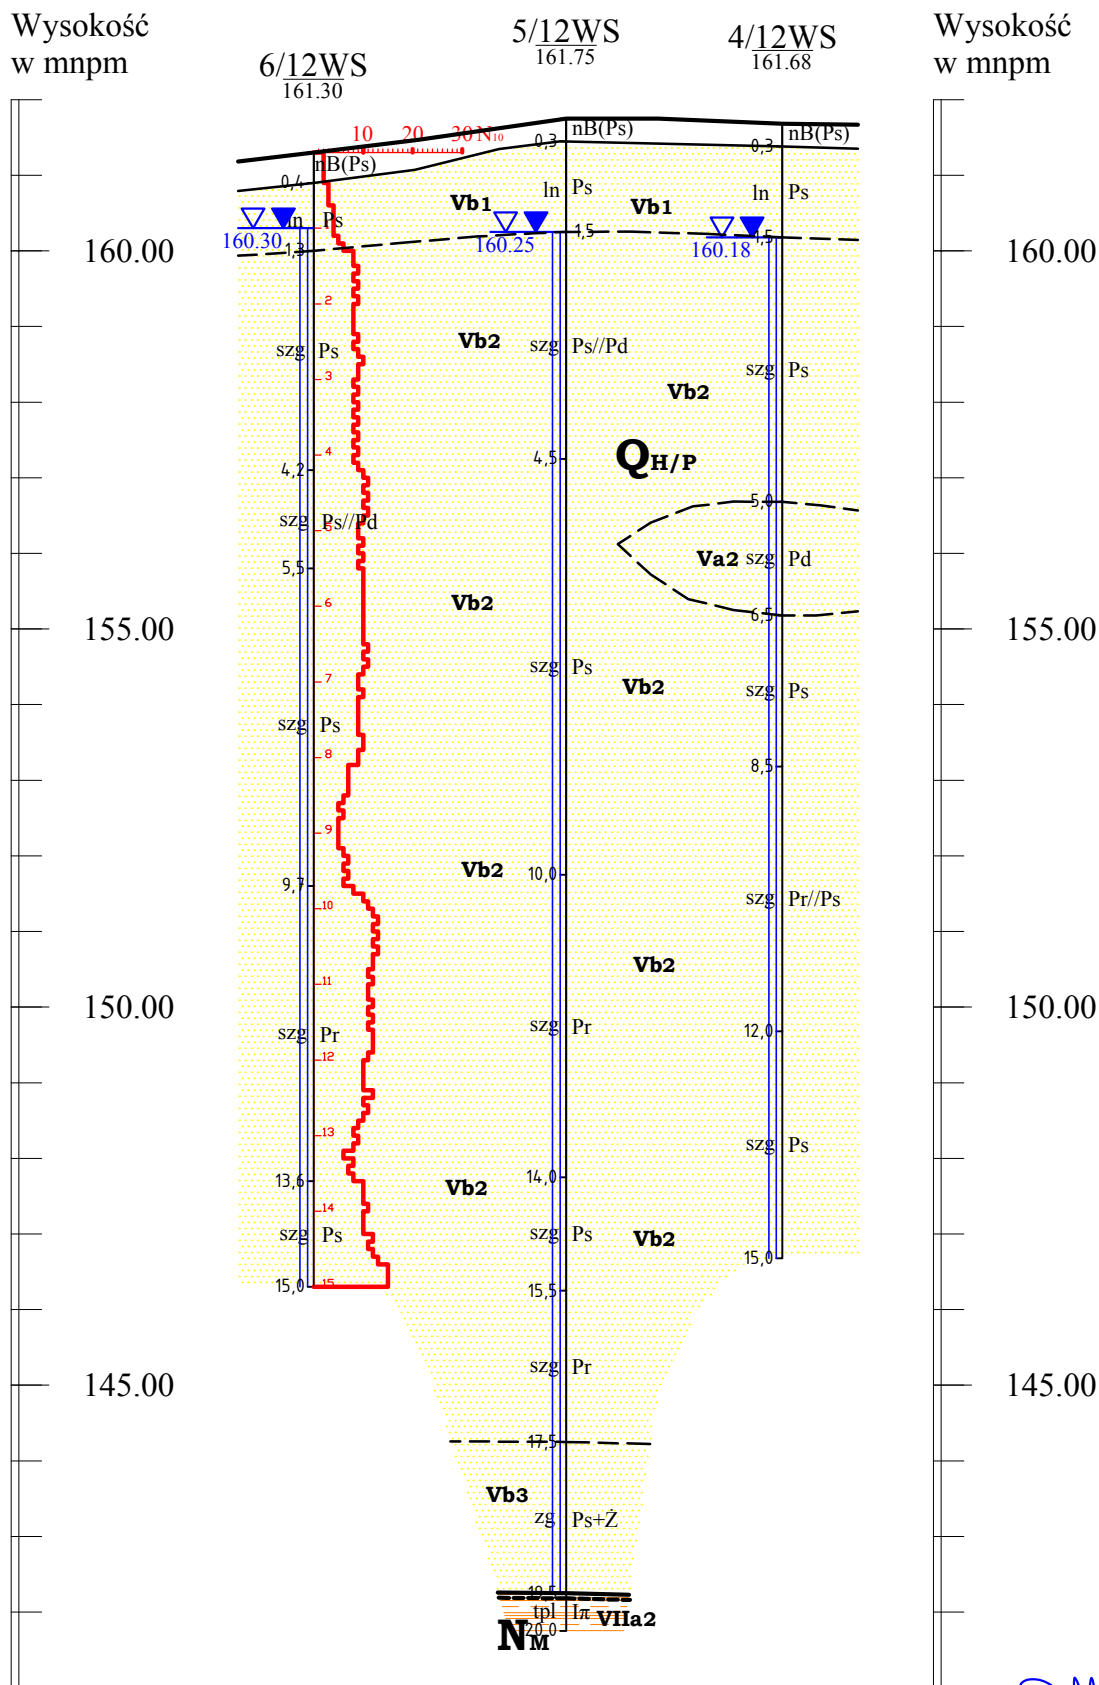 Wysokość
w mnpm
6/12WS
161.30
5/12WS
161.75
4/12WS
161.68
Wysokość
w mnpm
10 20 30 N10
nB(Ps)
nB(Ps)
nB(Ps)
0,4
0,3
0,3
ln Ps
ln Ps
ln Ps
Vb1
Vb1
160.30
160.25
160.18
1,3
1,5
1,5
160.00
160.00
2
Vb2
szg Ps
szg Ps//Pd
szg Ps
3
Vb2
4
4,2
4,5
QH/P
5,0
szg Ps//Pd
5
Va2 szg Pd
5,5
6
Vb2
6,5
155.00
155.00
7
szg Ps
Vb2
szg Ps
szg Ps
8
8,5
9
Vb2
9,7
10,0
10
szg Pr//Ps
Vb2
11
150.00
150.00
szg Pr
szg Pr
12,0
12
13
szg Ps
13,6
14,0
Vb2
14
szg Ps
szg Ps
Vb2
15,0
15
15,5
15,0
szg Pr
145.00
145.00
17,5
Vb3
zg Ps+Ż
19,5
tpl Iπ VIIa2
20,0
NM